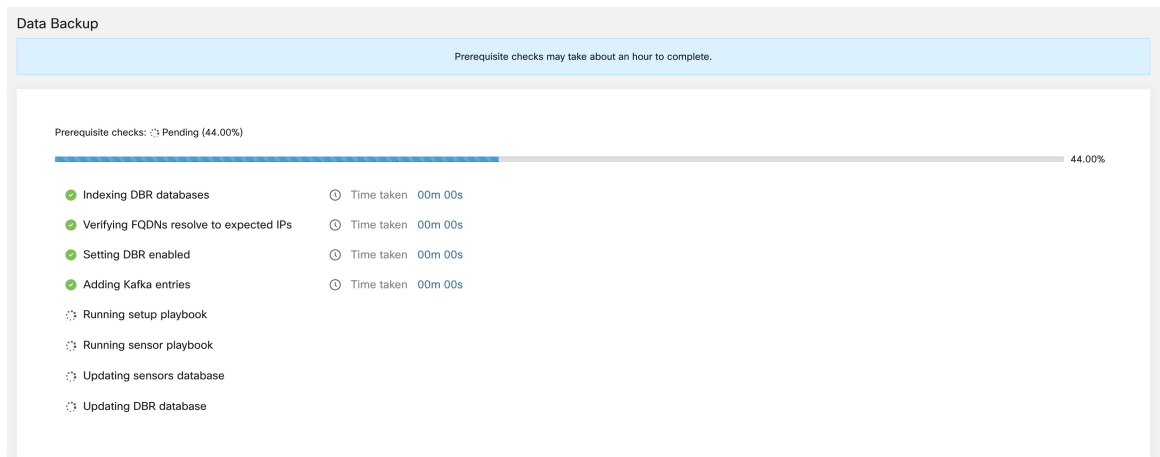 Data Backup
Prerequisite checks may take about an hour to complete.
Prerequisite checks: Pending (44.00%)
44.00%
Indexing DBR databases Time taken 00m 00s
Verifying FQDNs resolve to expected IPs Time taken 00m 00s
Setting DBR enabled Time taken 00m 00s
Adding Kafka entries Time taken 00m 00s
Running setup playbook
Running sensor playbook
Updating sensors database
Updating DBR database